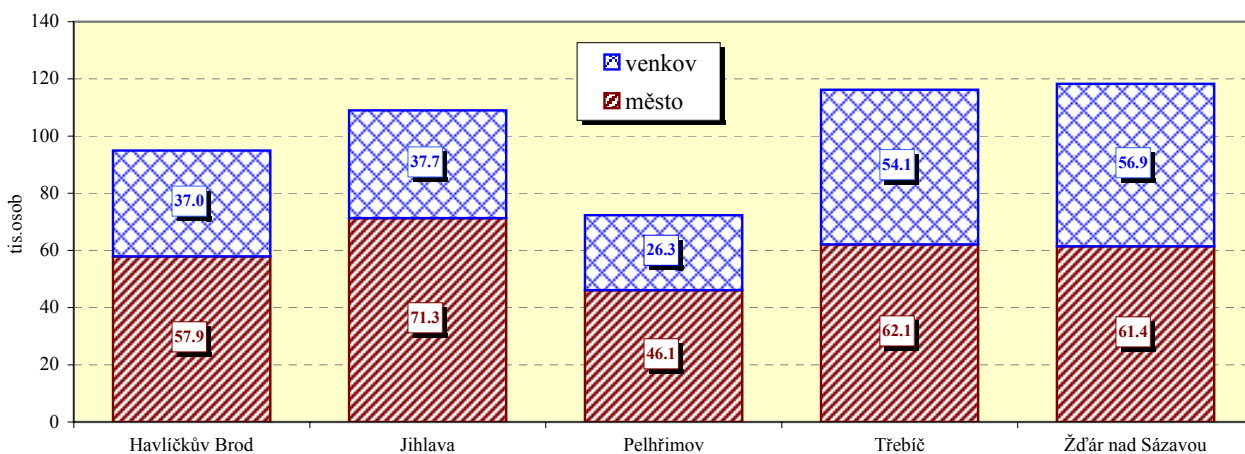 140
120
100
80
60
40
20
0
tis.osob
venkov
město
37.0
57.9
37.7
71.3
26.3
46.1
54.1
62.1
56.9
61.4
Havlíčkův Brod
Jihlava
Pelhřimov
Třebíč
Žďár nad Sázavou